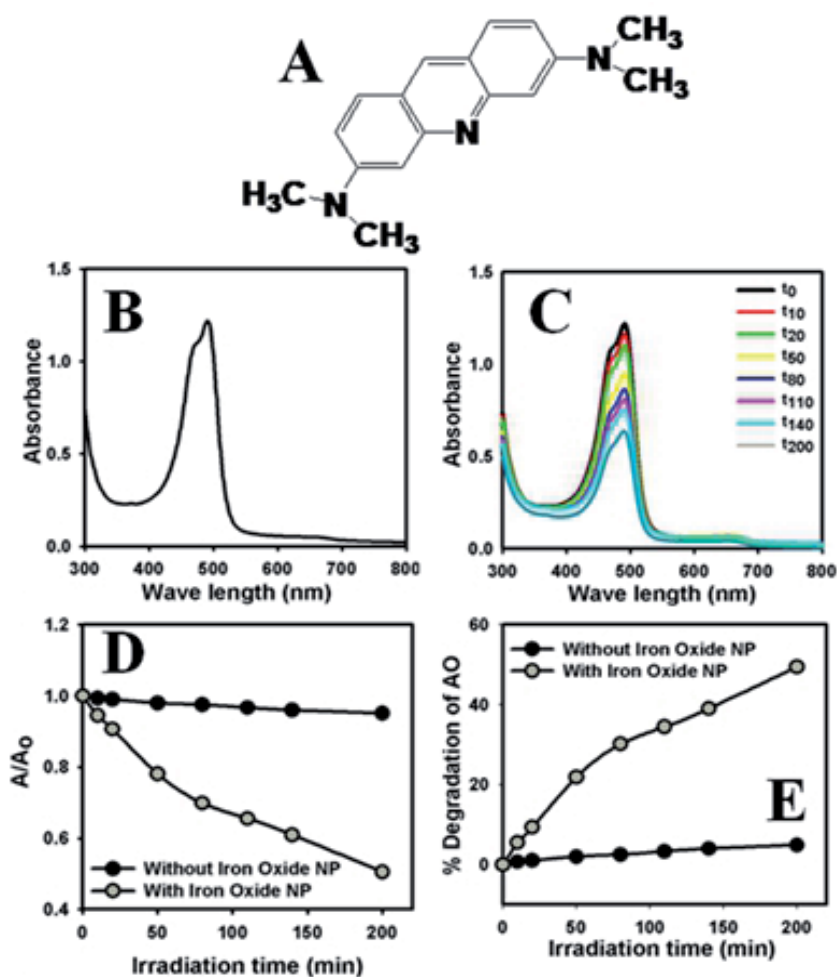 A
CH₃
N
CH₃
N
H₃C
N
CH₃
B
1.5
1.0
0.5
0.0
Absorbance
300 400 500 600 700 800
Wave length (nm)
C
t₀
t₁₀
t₂₀
t₅₀
t₈₀
t₁₁₀
t₁₄₀
t₂₀₀
1.5
1.0
0.5
0.0
Absorbance
300 400 500 600 700 800
Wave length (nm)
D
1.2
1.0
0.8
0.6
0.4
A/A₀
Without Iron Oxide NP
With Iron Oxide NP
0 50 100 150 200
Irradiation time (min)
Without Iron Oxide NP
With Iron Oxide NP
E
60
40
20
0
% Degradation of AO
0 50 100 150 200
Irradiation time (min)